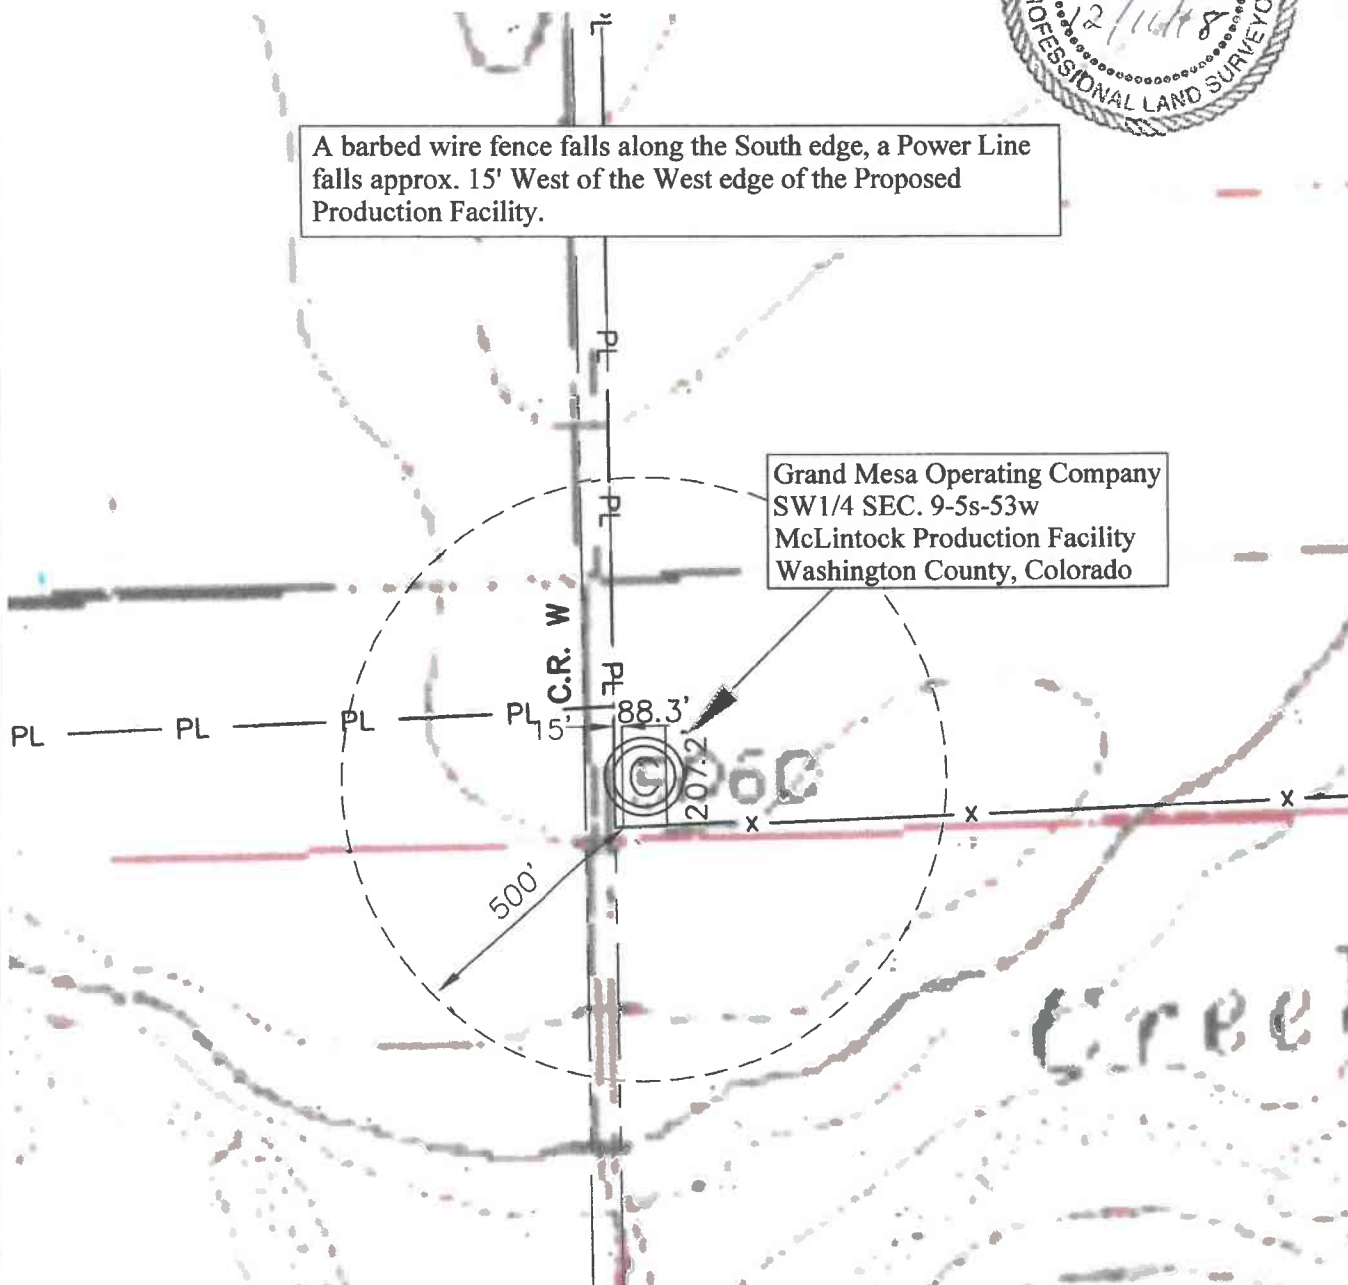 PROFESSIONAL LAND SURVEYO
PL
A barbed wire fence falls along the South edge, a Power Line
falls approx. 15' West of the West edge of the Proposed
Production Facility.
PL
Grand Mesa Operating Company
SW1/4 SEC. 9-5s-53w
McLintock Production Facility
Washington County, Colorado
PL
C.R. W
PL
PL PL PL PL
15'
88.3'
207.2'
x x x
500'
Cree